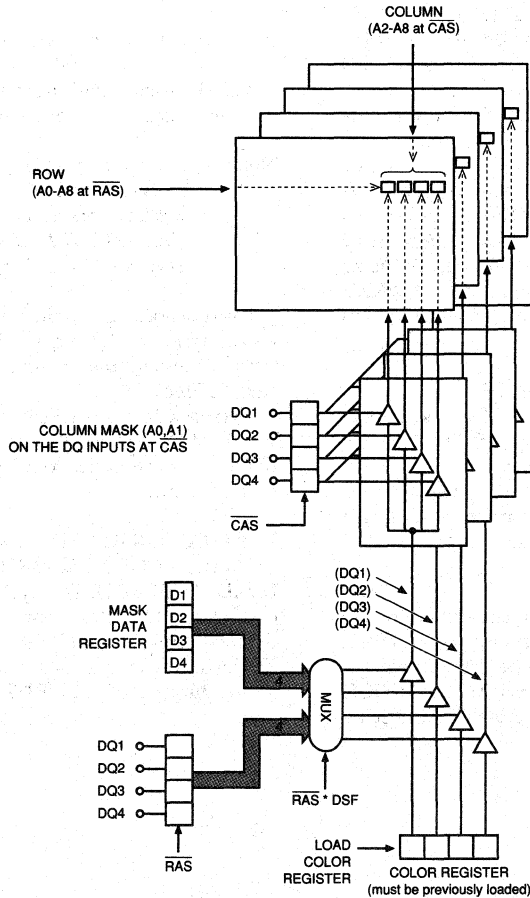 COLUMN
(A2-A8 at CAS)
ROW
(A0-A8 at RAS)
DQ1
DQ2
DQ3
DQ4
COLUMN MASK (A0,A1)
ON THE DQ INPUTS AT CAS
CAS
(DQ1)
(DQ2)
(DQ3)
(DQ4)
MASK
DATA
REGISTER
D1
D2
D3
D4
4
4
MUX
DQ1
DQ2
DQ3
DQ4
RAS * DSF
RAS
LOAD
COLOR
REGISTER
COLOR REGISTER
(must be previously loaded)